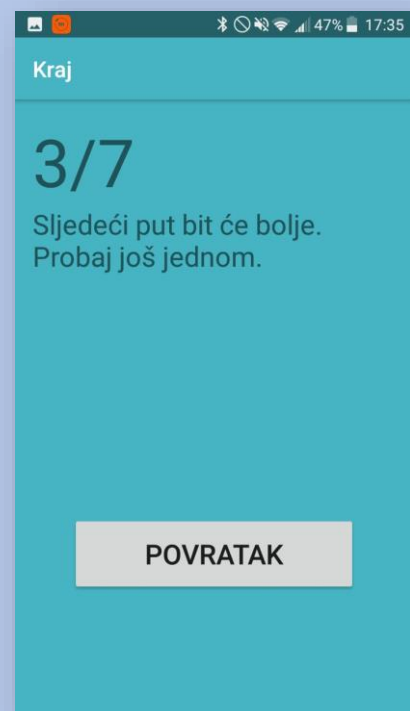 47% 17:35
Kraj
3/7
Sljedeći put bit će bolje.
Probaj još jednom.
POVRATAK